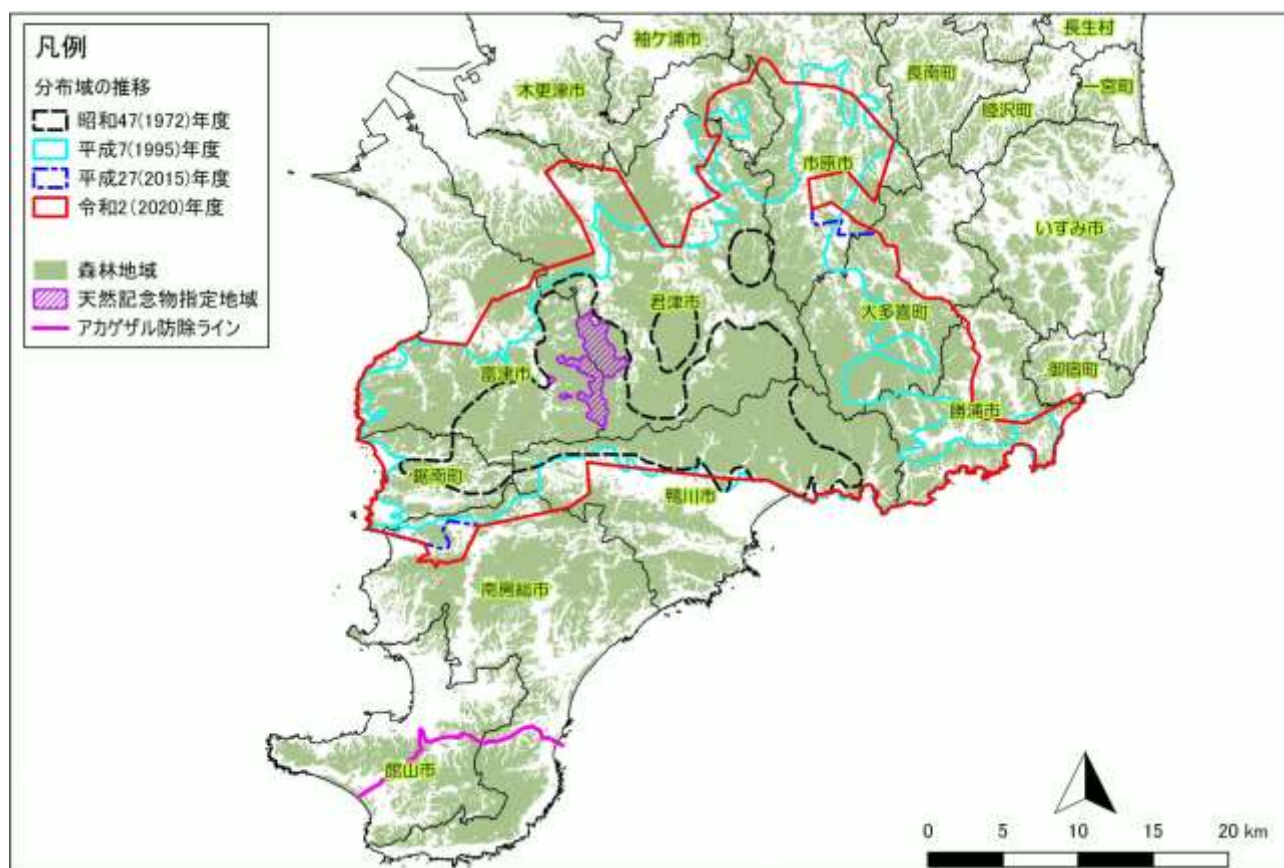 凡例
分布域の推移
昭和47(1972)年度
平成7(1995)年度
平成27(2015)年度
令和2(2020)年度
森林地域
天然記念物指定地域
アカゲザル防除ライン
袖ケ浦市
長生村
木更津市
長南町
一宮町
睦沢町
市原市
いすみ市
君津市
大多喜町
富津市
御宿町
勝浦市
鋸南町
鴨川市
南房総市
館山市
0 5 10 15 20 km